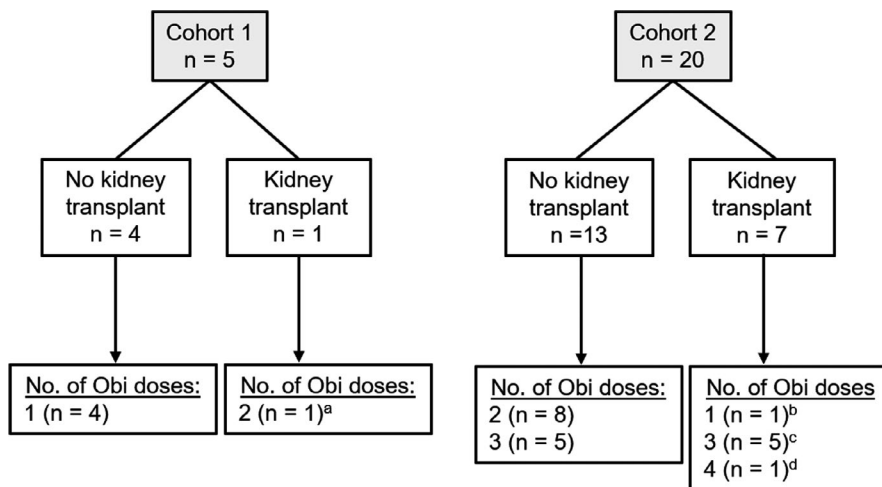 Cohort 1
n = 5
No kidney
transplant
n = 4
Kidney
transplant
n = 1
No. of Obi doses:
1 (n = 4)
No. of Obi doses:
2 (n = 1)ᵃ
Cohort 2
n = 20
No kidney
transplant
n =13
Kidney
transplant
n = 7
No. of Obi doses:
2 (n = 8)
3 (n = 5)
No. of Obi doses
1 (n = 1)ᵇ
3 (n = 5)ᶜ
4 (n = 1)ᵈ